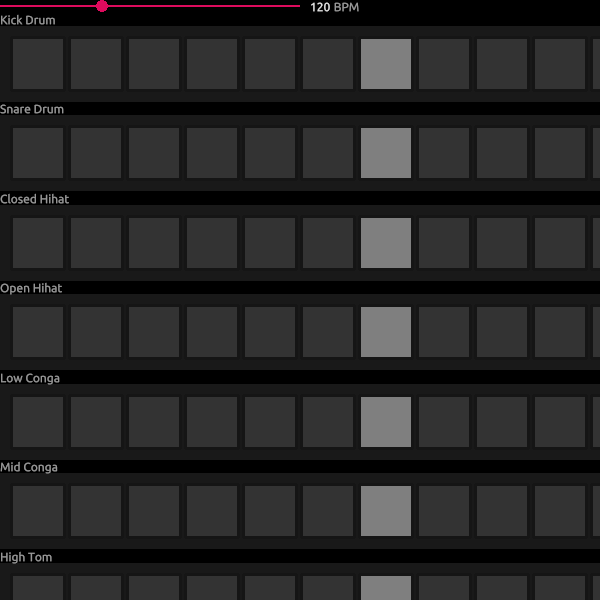 120 BPM
Kick Drum
Snare Drum
Closed Hihat
Open Hihat
Low Conga
Mid Conga
High Tom